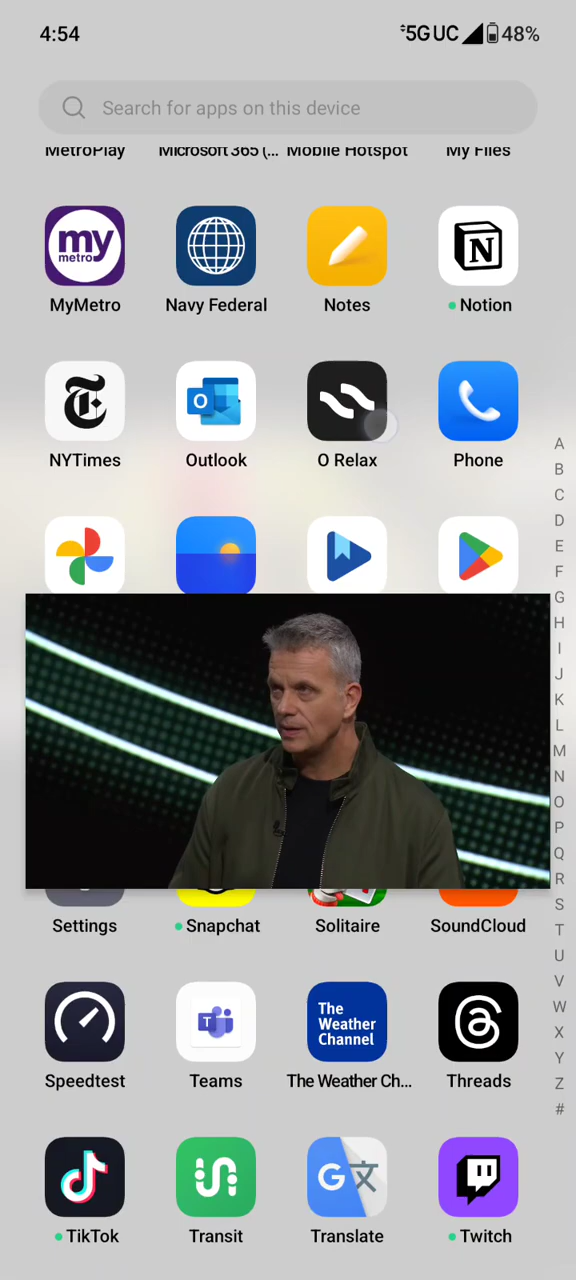 4:54
5G UC
48%
Search for apps on this device
MetroPlay
Microsoft 365 (...
Mobile Hotspot
My Files
my
metro
MyMetro
Navy Federal
Notes
N
Notion
T
NYTimes
O
Outlook
O Relax
Phone
A
B
C
D
E
F
G
H
I
J
K
L
M
N
O
P
Q
R
S
T
U
V
W
X
Y
Z
#
Settings
Snapchat
Solitaire
SoundCloud
Speedtest
T
Teams
The
Weather
Channel
The Weather Ch...
Threads
TikTok
Transit
G文
Translate
Twitch